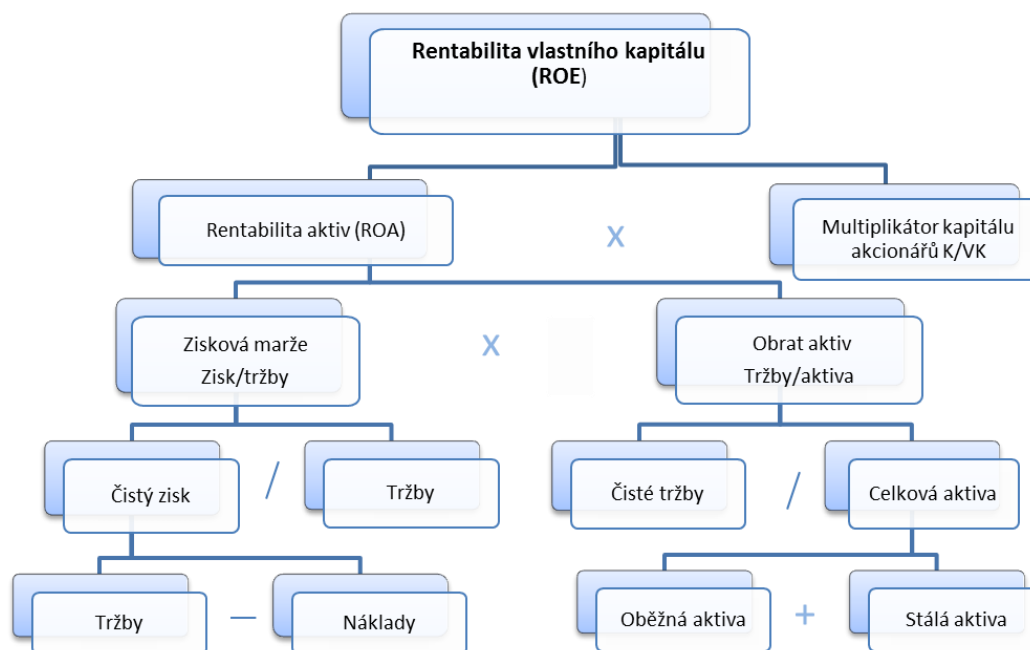 Rentabilita vlastního kapitálu
(ROE)
Rentabilita aktiv (ROA)
x
Multiplikátor kapitálu
akcionářů K/VK
Zisková marže
Zisk/tržby
x
Obrat aktiv
Tržby/aktiva
Čistý zisk
/
Tržby
Čisté tržby
/
Celková aktiva
Tržby
—
Náklady
Oběžná aktiva
+
Stálá aktiva